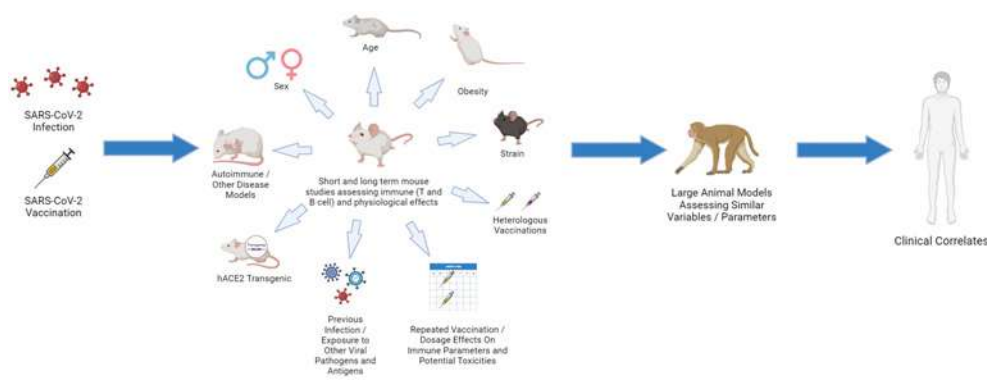 SARS-CoV-2
Infection
SARS-CoV-2
Vaccination
Sex
Age
Obesity
Strain
Autoimmune /
Other Disease
Models
Short and long term mouse
studies assessing immune (T and
B cell) and physiological effects
Heterologous
Vaccinations
hACE2 Transgenic
Previous
Infection /
Exposure to
Other Viral
Pathogens and
Antigens
Repeated Vaccination /
Dosage Effects On
Immune Parameters and
Potential Toxicities
Large Animal Models
Assessing Similar
Variables / Parameters
Clinical Correlates